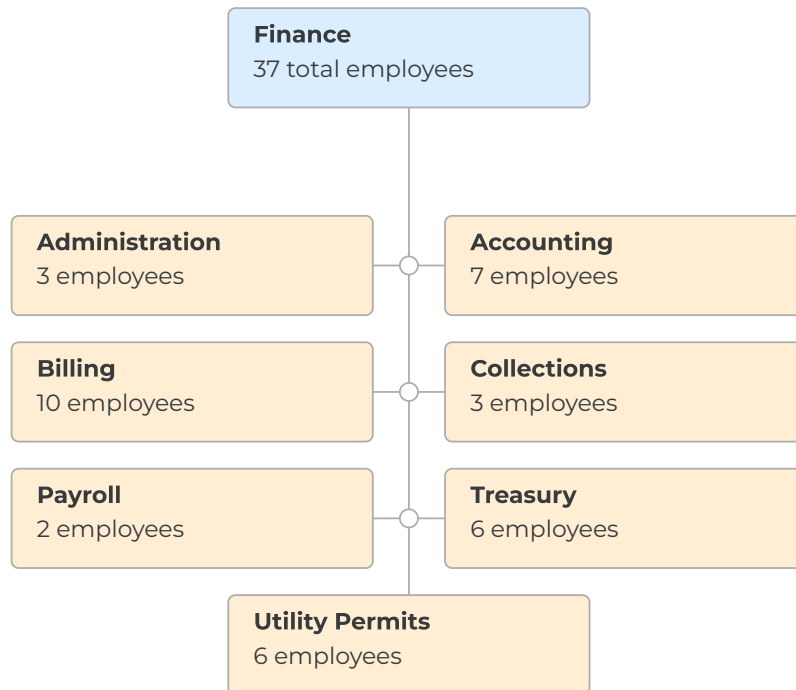 Finance
37 total employees
Administration
3 employees
Accounting
7 employees
Billing
10 employees
Collections
3 employees
Payroll
2 employees
Treasury
6 employees
Utility Permits
6 employees